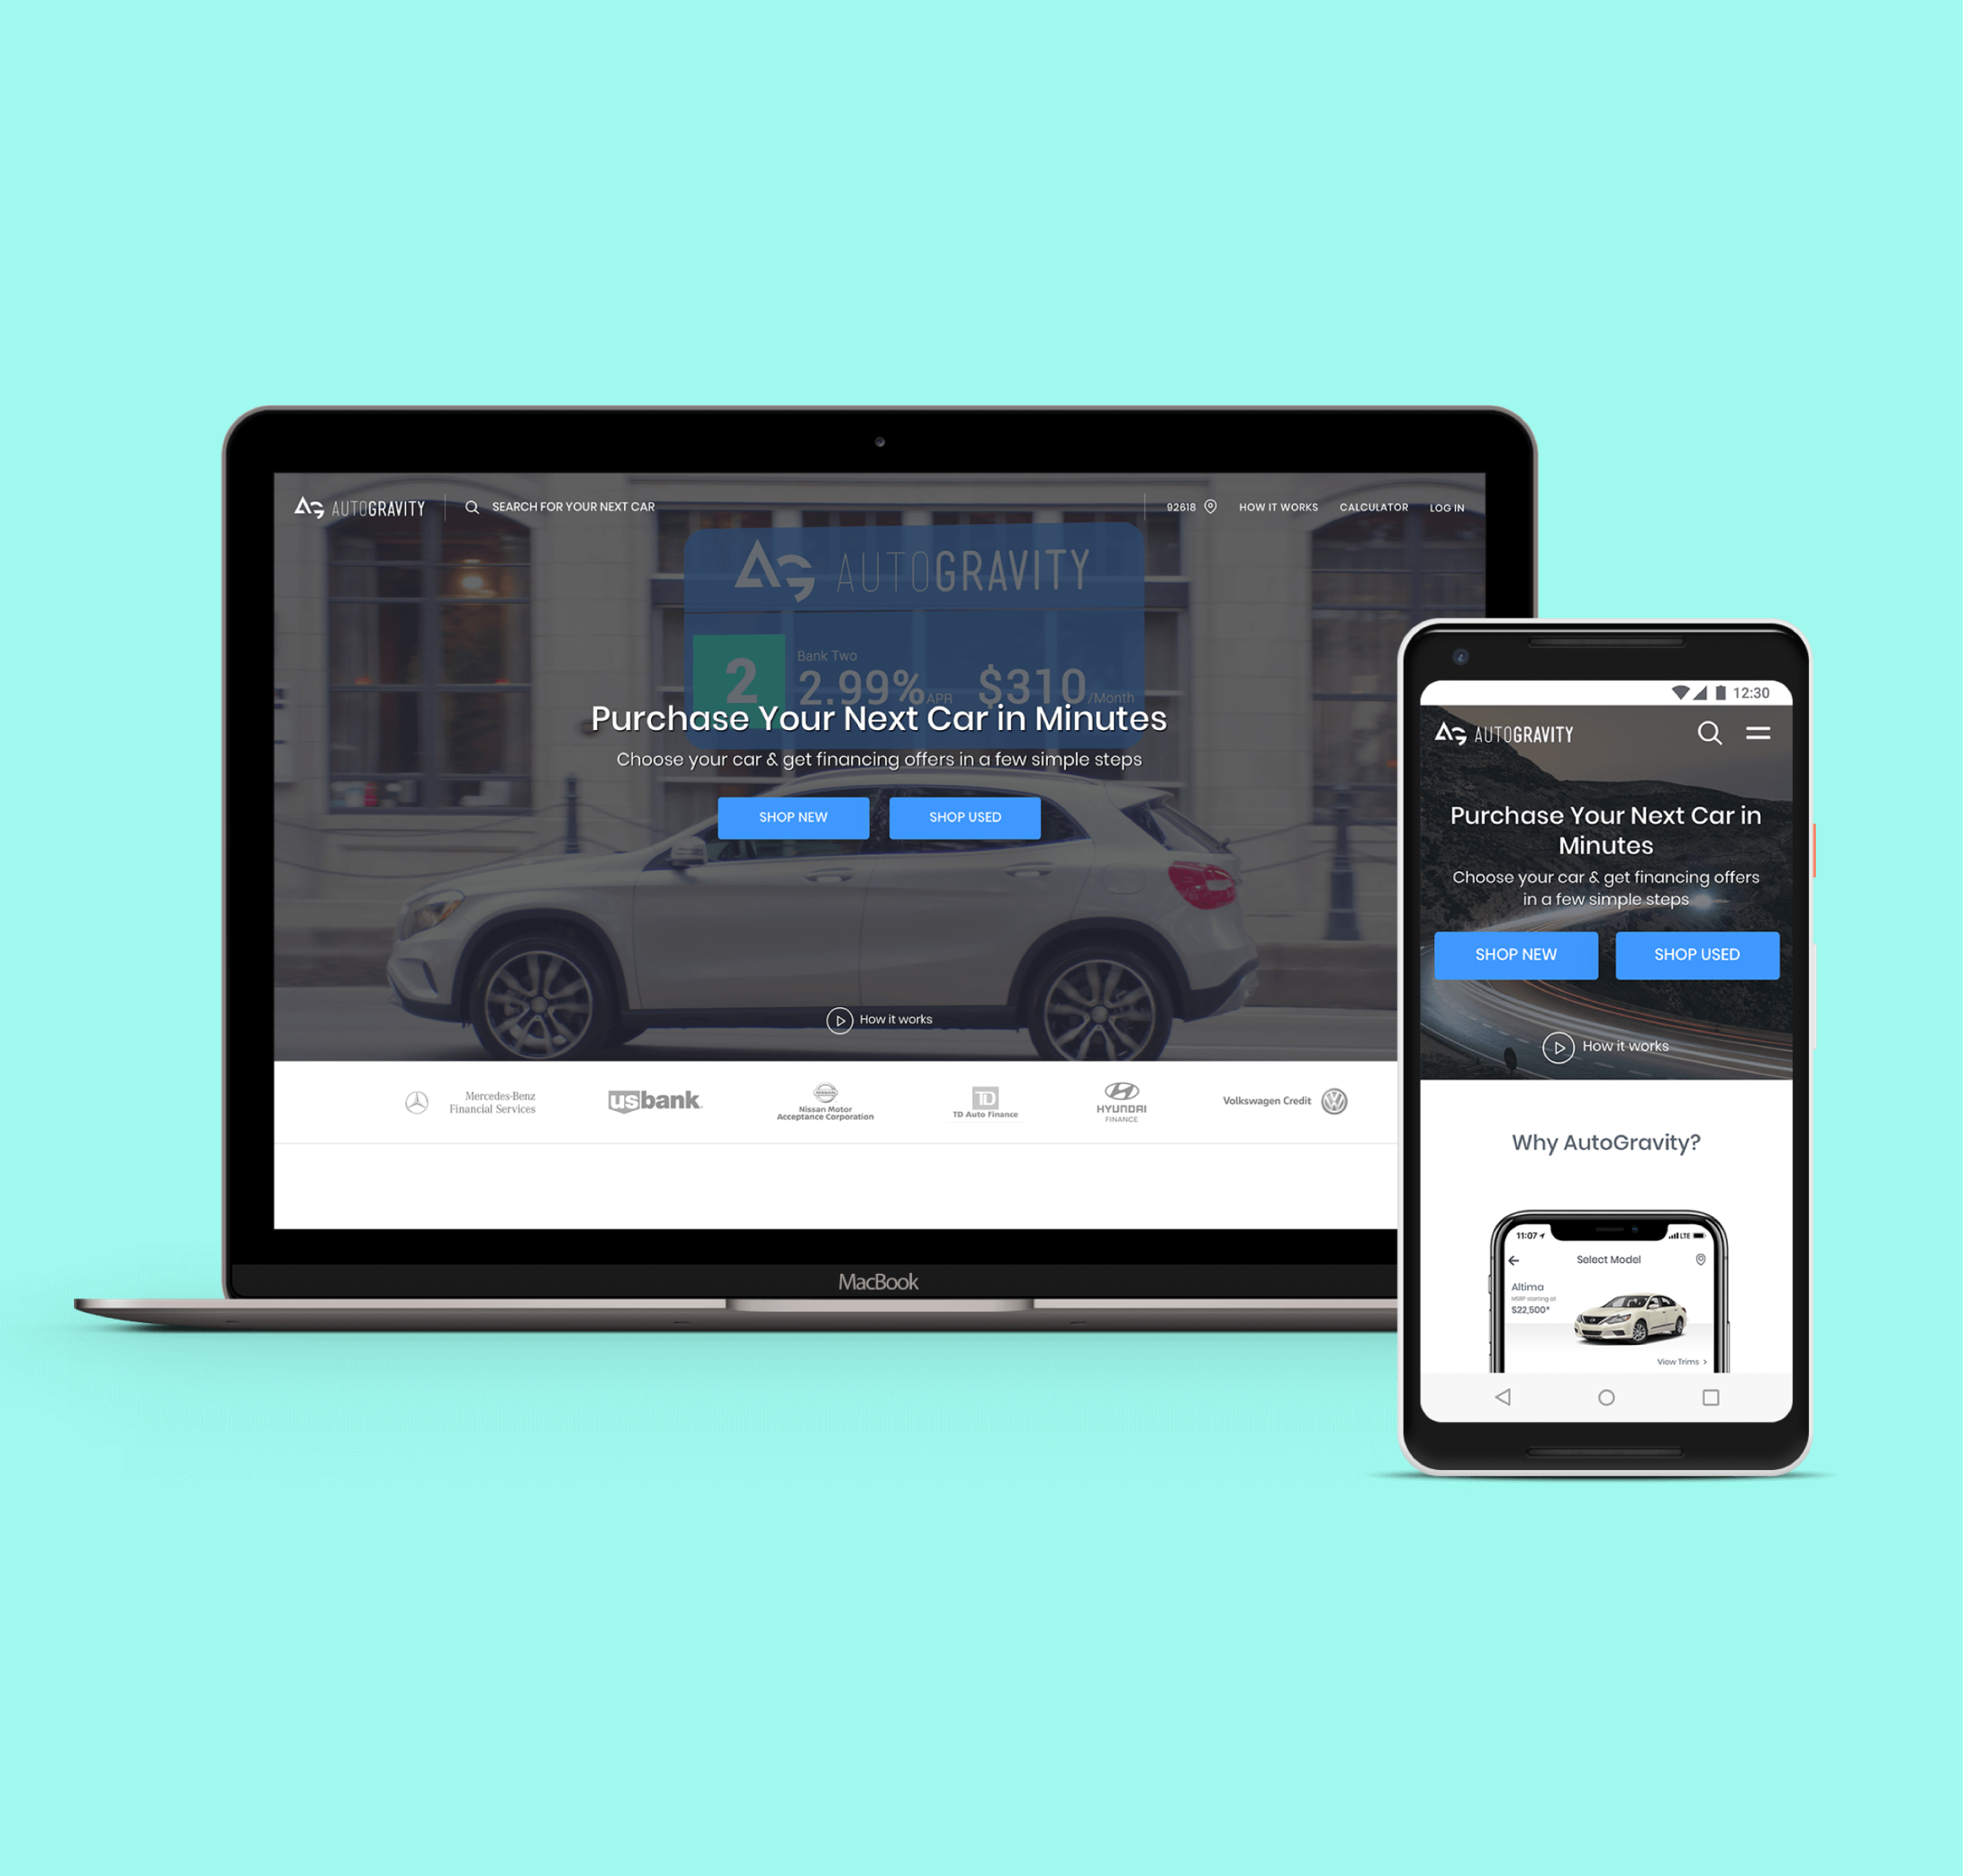 AUTOGRAVITY
SEARCH FOR YOUR NEXT CAR
92618
HOW IT WORKS
CALCULATOR
LOG IN
AUTOGRAVITY
2
Bank Two
2.99% APR
$310 /Month
Purchase Your Next Car in Minutes
Choose your car & get financing offers in a few simple steps
SHOP NEW
SHOP USED
How it works
Mercedes-Benz
Financial Services
usbank.
NISSAN
Nissan Motor
Acceptance Corporation
TD
TD Auto Finance
HYUNDAI
FINANCE
Volkswagen Credit
MacBook
12:30
AUTOGRAVITY
Purchase Your Next Car in
Minutes
Choose your car & get financing offers
in a few simple steps
SHOP NEW
SHOP USED
How it works
Why AutoGravity?
11:07
LTE
Select Model
Altima
MSRP starting at
$22,500*
View Trims